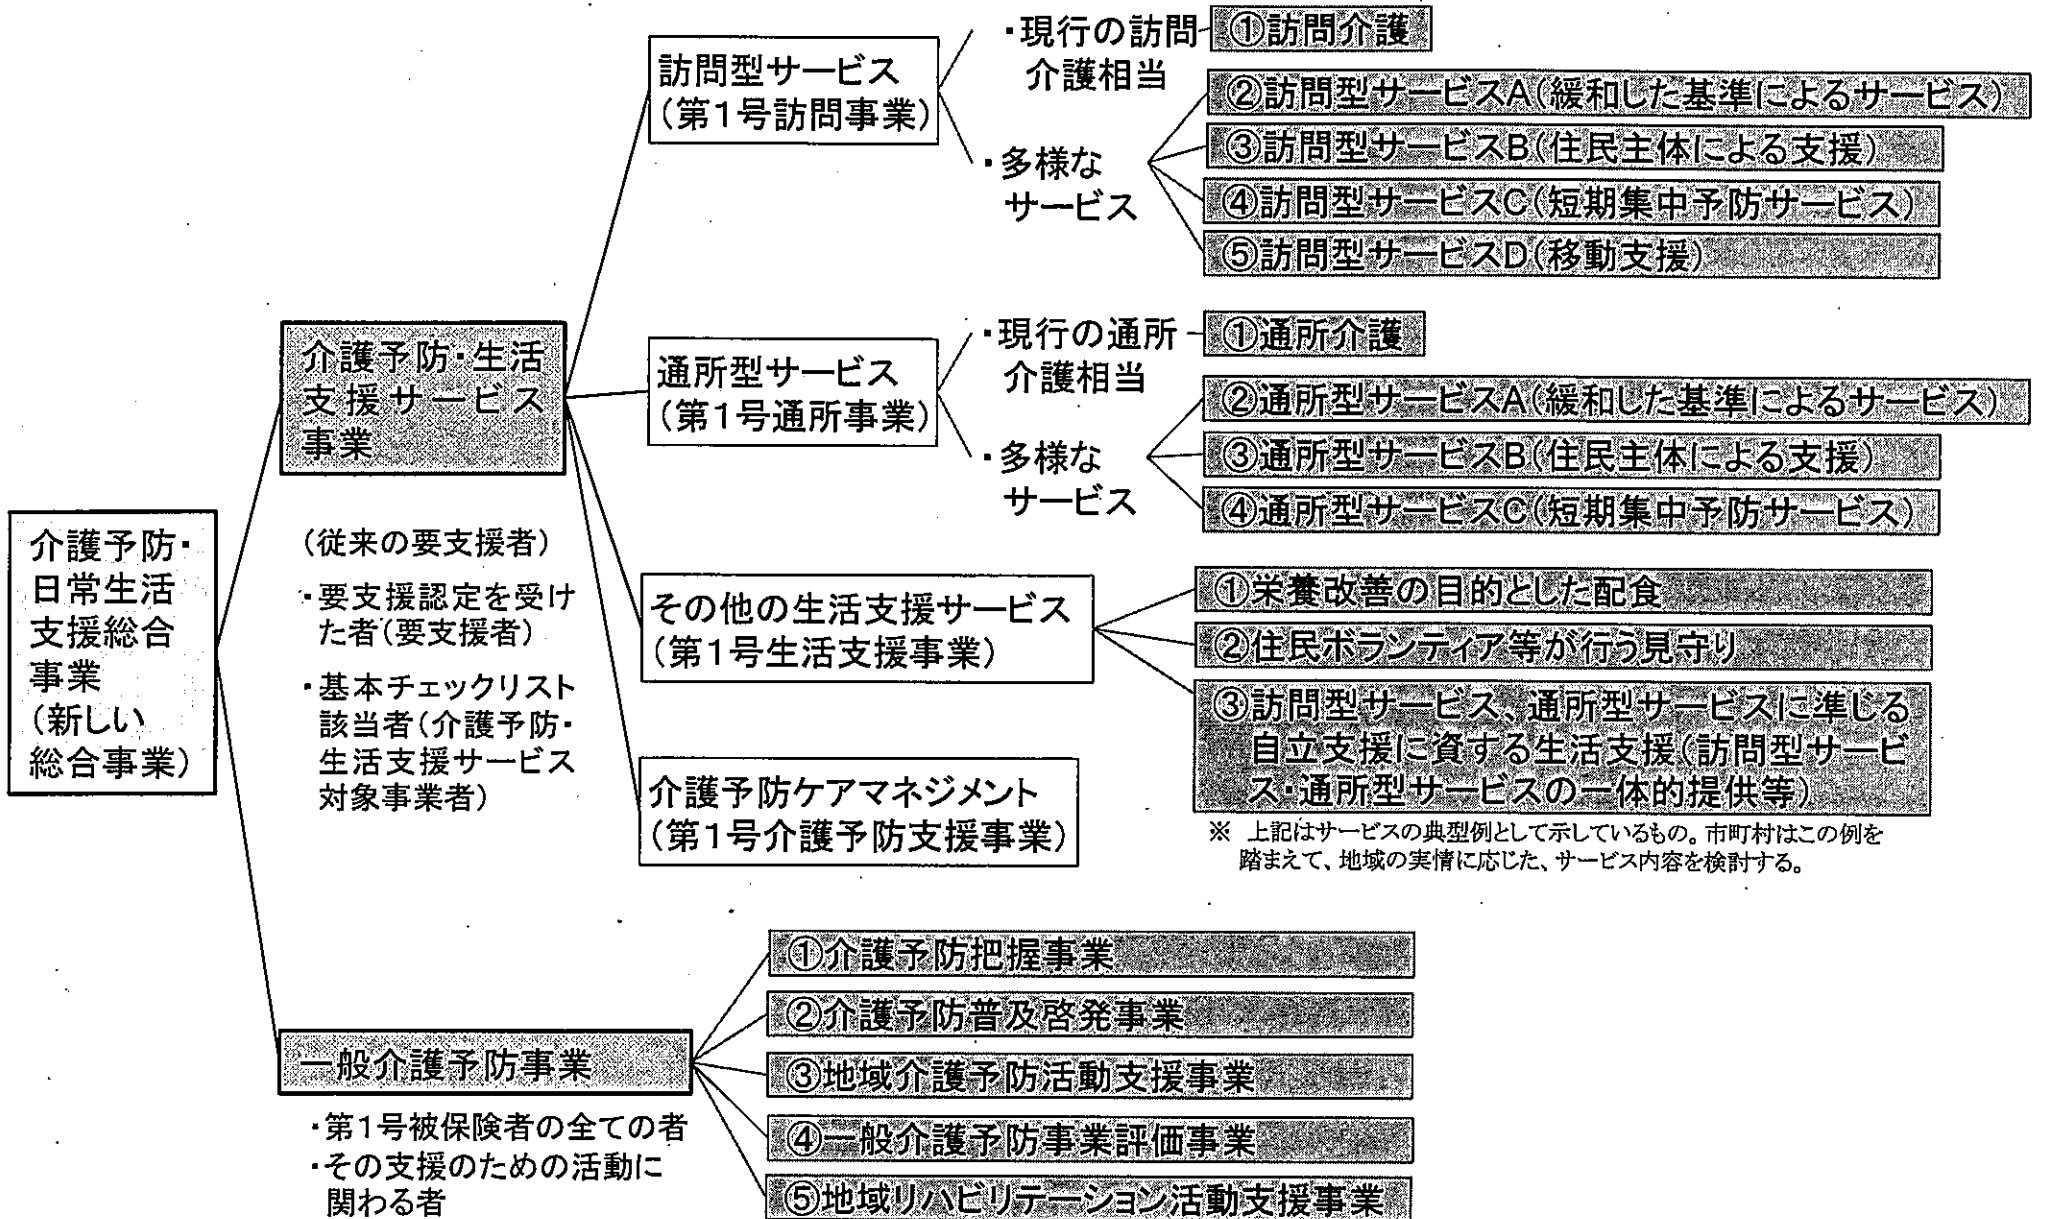 介護予防・
日常生活
支援総合
事業
(新しい
総合事業)
介護予防・生活
支援サービス
事業
(従来の要支援者)
・要支援認定を受け
た者(要支援者)
・基本チェックリスト
該当者(介護予防・
生活支援サービス
対象事業者)
訪問型サービス
(第1号訪問事業)
・現行の訪問
介護相当
①訪問介護
・多様な
サービス
②訪問型サービスA(緩和した基準によるサービス)
③訪問型サービスB(住民主体による支援)
④訪問型サービスC(短期集中予防サービス)
⑤訪問型サービスD(移動支援)
通所型サービス
(第1号通所事業)
・現行の通所
介護相当
①通所介護
・多様な
サービス
②通所型サービスA(緩和した基準によるサービス)
③通所型サービスB(住民主体による支援)
④通所型サービスC(短期集中予防サービス)
その他の生活支援サービス
(第1号生活支援事業)
①栄養改善の目的とした配食
②住民ボランティア等が行う見守り
③訪問型サービス、通所型サービスに準じる
自立支援に資する生活支援(訪問型サービ
ス・通所型サービスの一体的提供等)
介護予防ケアマネジメント
(第1号介護予防支援事業)
※ 上記はサービスの典型例として示しているもの。市町村はこの例を
踏まえて、地域の実情に応じた、サービス内容を検討する。
一般介護予防事業
・第1号被保険者の全ての者
・その支援のための活動に
関わる者
①介護予防把握事業
②介護予防普及啓発事業
③地域介護予防活動支援事業
④一般介護予防事業評価事業
⑤地域リハビリテーション活動支援事業